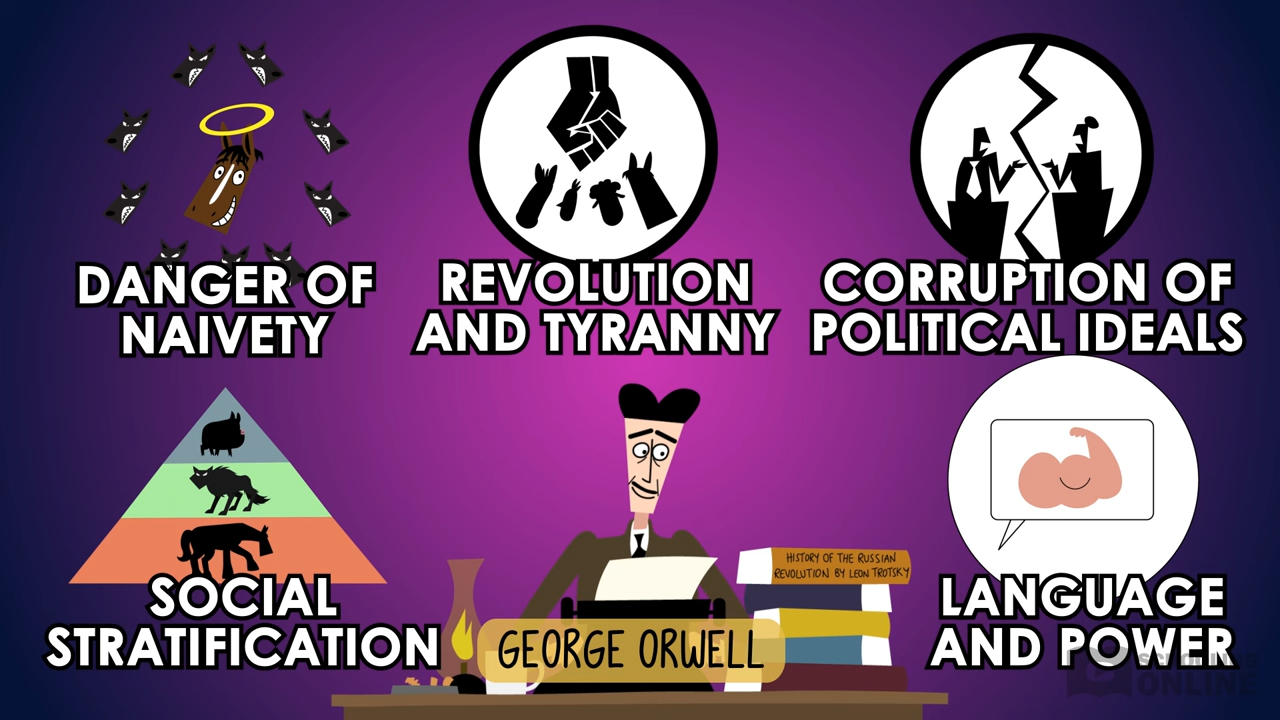 DANGER OF
NAIVETY
REVOLUTION
AND TYRANNY
CORRUPTION OF
POLITICAL IDEALS
SOCIAL
STRATIFICATION
HISTORY OF THE RUSSIAN
REVOLUTION BY LEON TROTSKY
GEORGE ORWELL
LANGUAGE
AND POWER
ONLINE